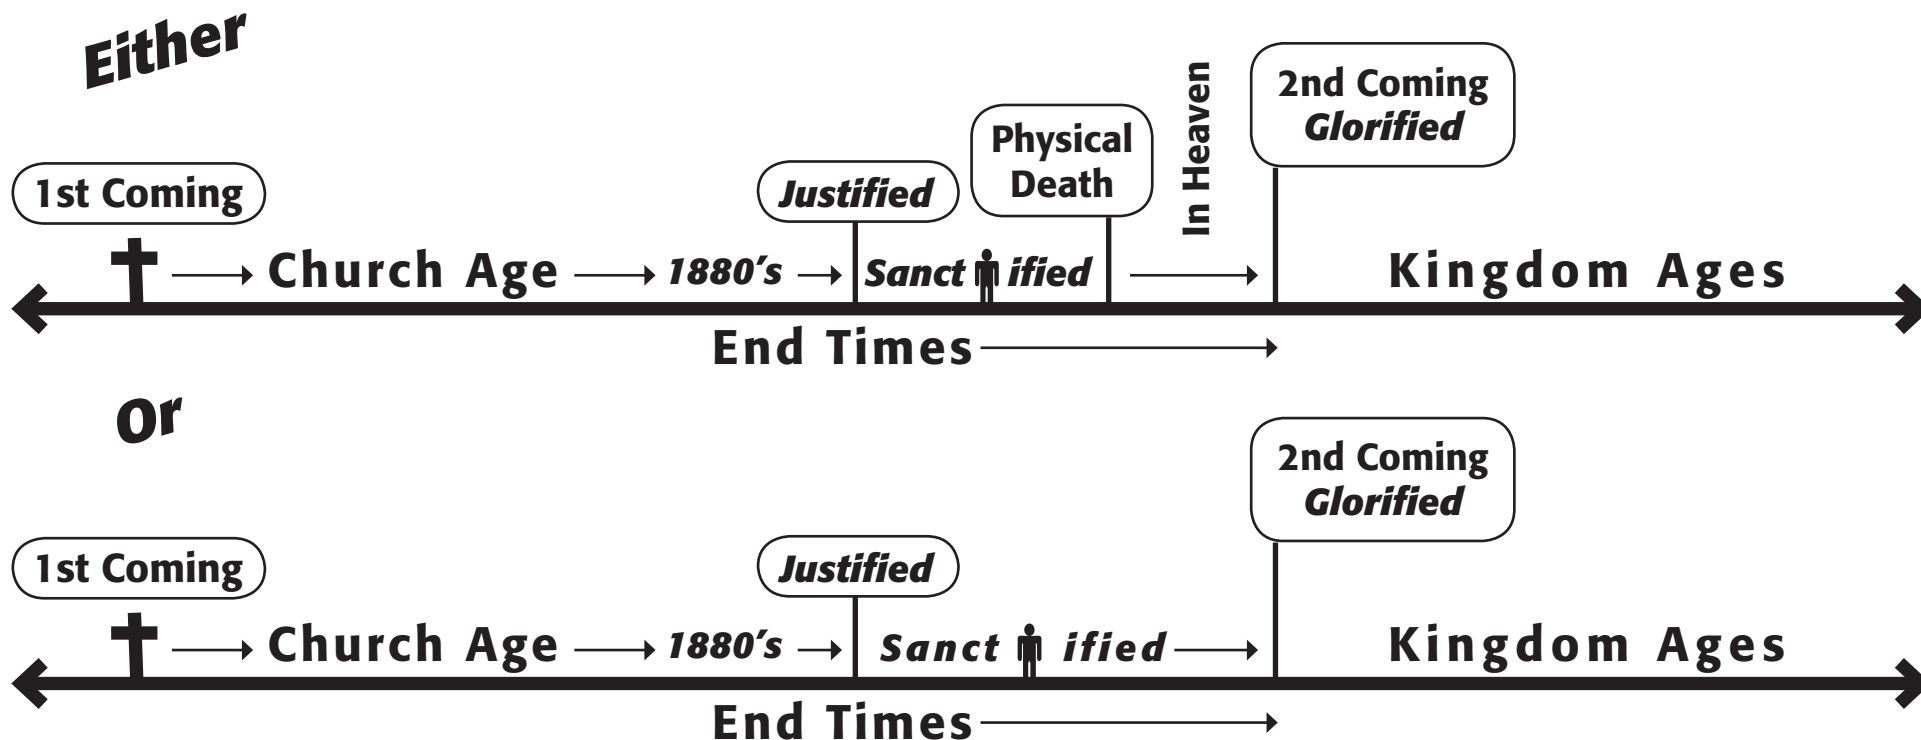 Either
1st Coming
Church Age
1880's
Justified
Sanct ified
Physical
Death
In Heaven
2nd Coming
Glorified
Kingdom Ages
End Times
Or
1st Coming
Church Age
1880's
Justified
Sanct ified
2nd Coming
Glorified
Kingdom Ages
End Times